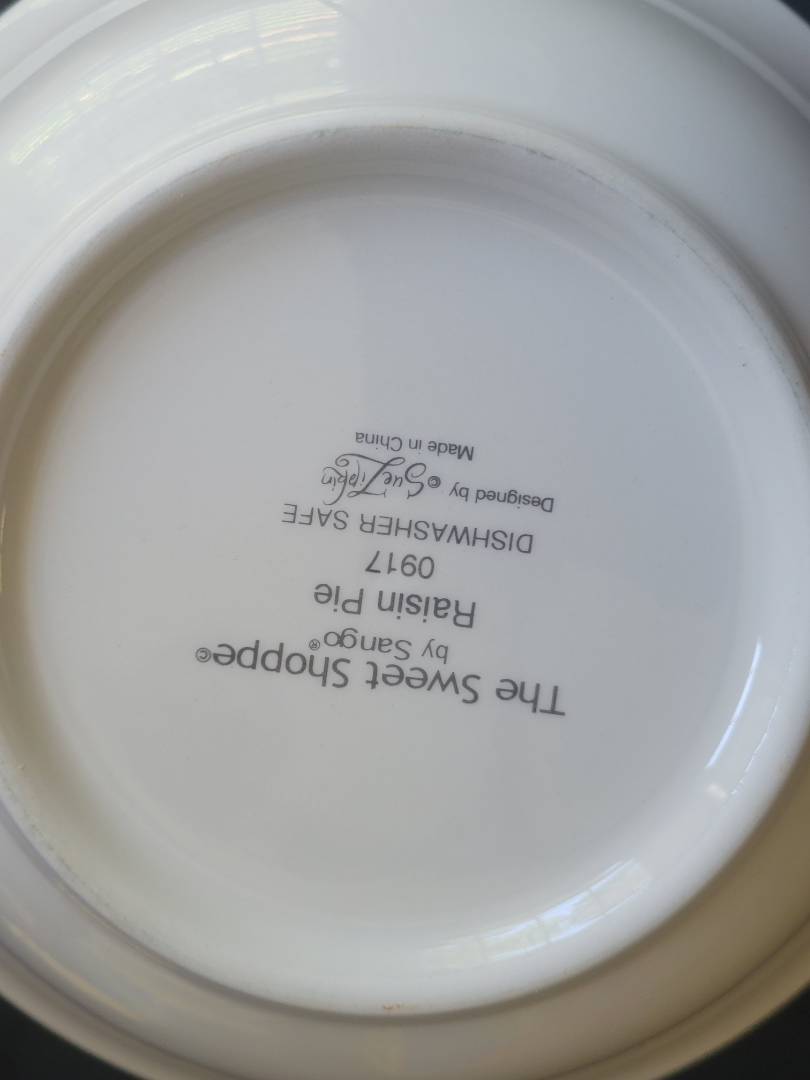 The Sweet Shoppe©
by Sango®
Raisin Pie
0917
DISHWASHER SAFE
Designed by © Sue Zipkin
Made in China